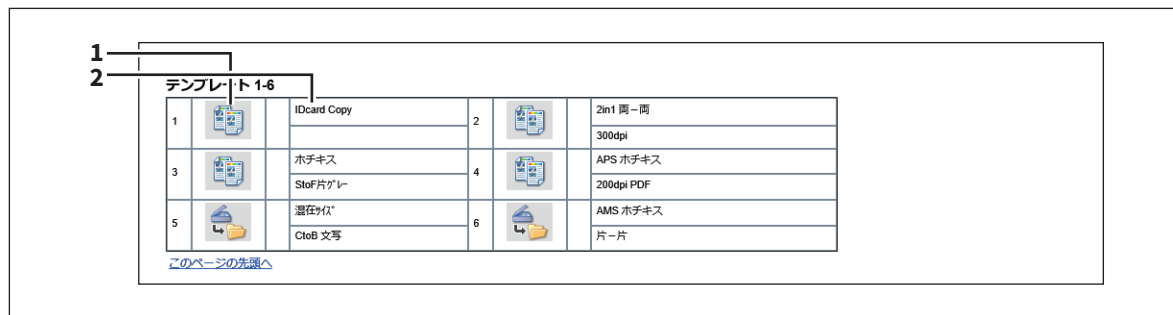 1
2
テンプレート 1-6
1 IDcard Copy 2 2in1 両－両
300dpi
3 ホチキス 4 APS ホチキス
StoF片ｸﾞﾚｰ 200dpi PDF
5 混在ｻｲｽﾞ 6 AMS ホチキス
CtoB 文写 片－片
このページの先頭へ